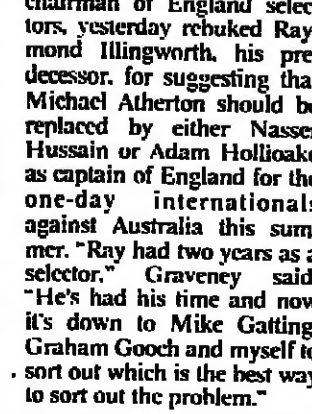 chairman of England selec
tors, yesterday rebuked Ray
mond Illingworth, his pre
decessor, for suggesting tha
Michael Atherton should be
replaced by either Nasse
Hussain or Adam Hollioake
as captain of England for the
one-day internationals
against Australia this sum
mer. "Ray had two years as a
selector," Graveney said
"He's had his time and now
it's down to Mike Gatting
Graham Gooch and myself to
sort out which is the best way
to sort out the problem."